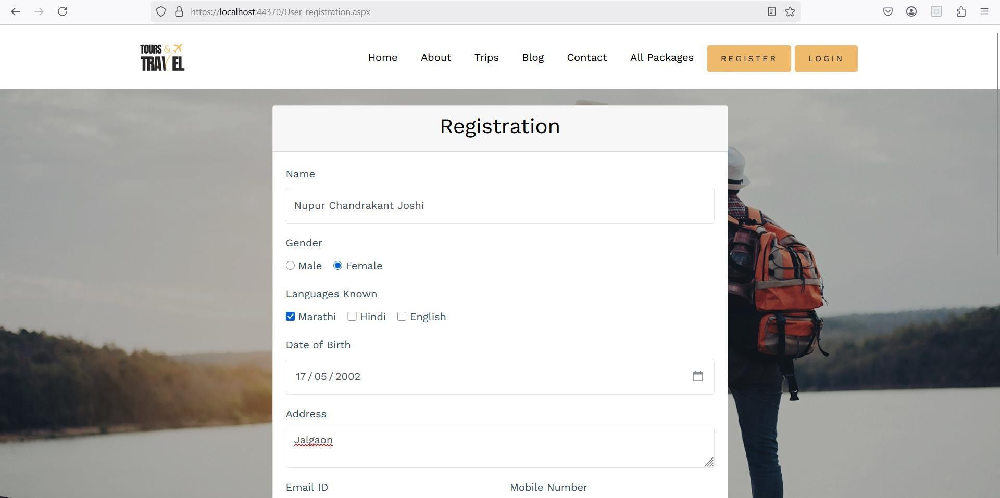 https://localhost:44370/User_registration.aspx
TOURS &
TRAVEL
Home About Trips Blog Contact All Packages REGISTER LOGIN
Registration
Name
Nupur Chandrakant Joshi
Gender
Male Female
Languages Known
Marathi Hindi English
Date of Birth
17 / 05 / 2002
Address
Jalgaon
Email ID Mobile Number